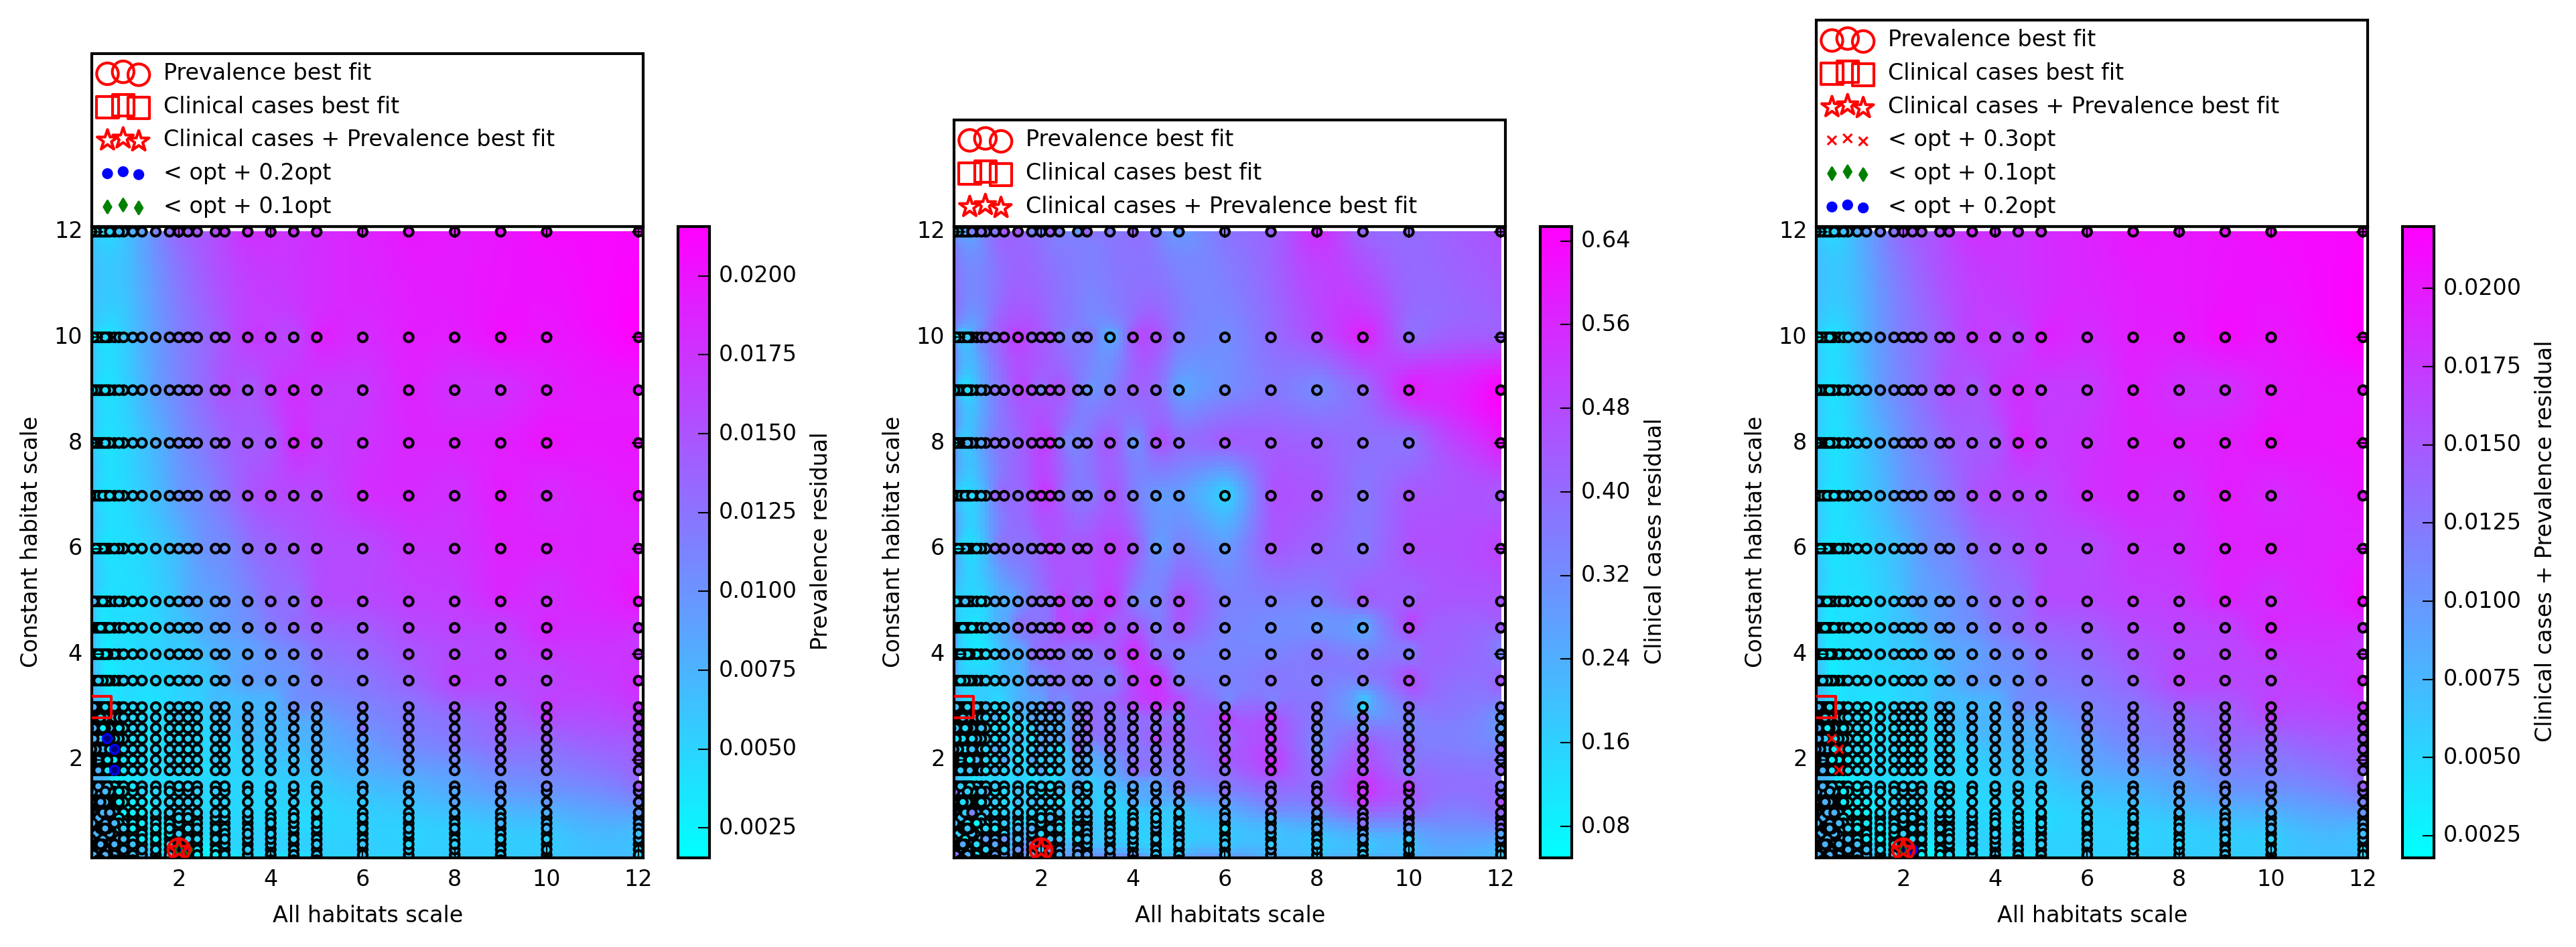 Prevalence best fit
Clinical cases best fit
Clinical cases + Prevalence best fit
< opt + 0.2opt
< opt + 0.1opt
12
10
8
6
4
2
Constant habitat scale
2 4 6 8 10 12
All habitats scale
0.0200
0.0175
0.0150
0.0125
0.0100
0.0075
0.0050
0.0025
Prevalence residual
Prevalence best fit
Clinical cases best fit
Clinical cases + Prevalence best fit
12
10
8
6
4
2
Constant habitat scale
2 4 6 8 10 12
All habitats scale
0.64
0.56
0.48
0.40
0.32
0.24
0.16
0.08
Clinical cases residual
Prevalence best fit
Clinical cases best fit
Clinical cases + Prevalence best fit
< opt + 0.3opt
< opt + 0.1opt
< opt + 0.2opt
12
10
8
6
4
2
Constant habitat scale
2 4 6 8 10 12
All habitats scale
0.0200
0.0175
0.0150
0.0125
0.0100
0.0075
0.0050
0.0025
Clinical cases + Prevalence residual